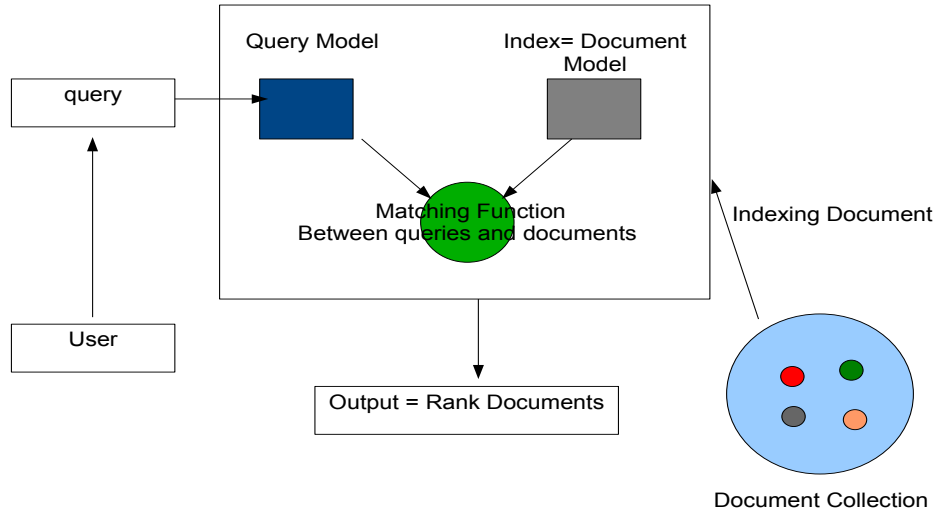 Query Model
Index= Document
Model
query
Matching Function
Between queries and documents
Indexing Document
User
Output = Rank Documents
Document Collection